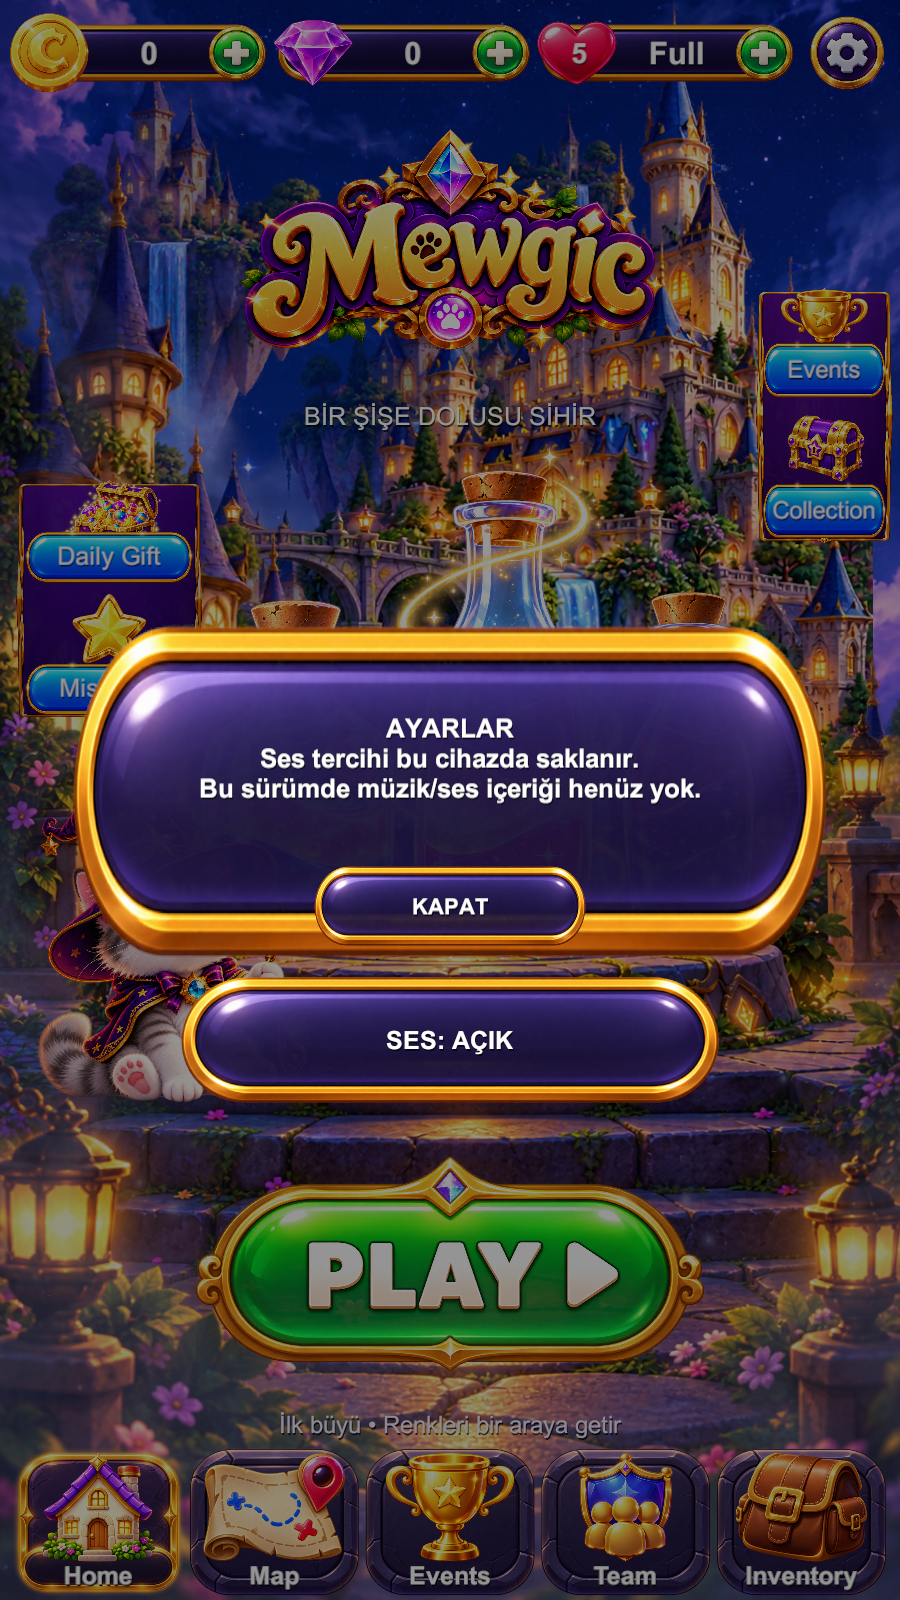 0
0
5
Full
Mewgic
Events
BİR ŞİŞE DOLUSU SİHİR
Collection
Daily Gift
Mis
AYARLAR
Ses tercihi bu cihazda saklanır.
Bu sürümde müzik/ses içeriği henüz yok.
KAPAT
SES: AÇIK
PLAY
İlk büyü • Renkleri bir araya getir
Home
Map
Events
Team
Inventory